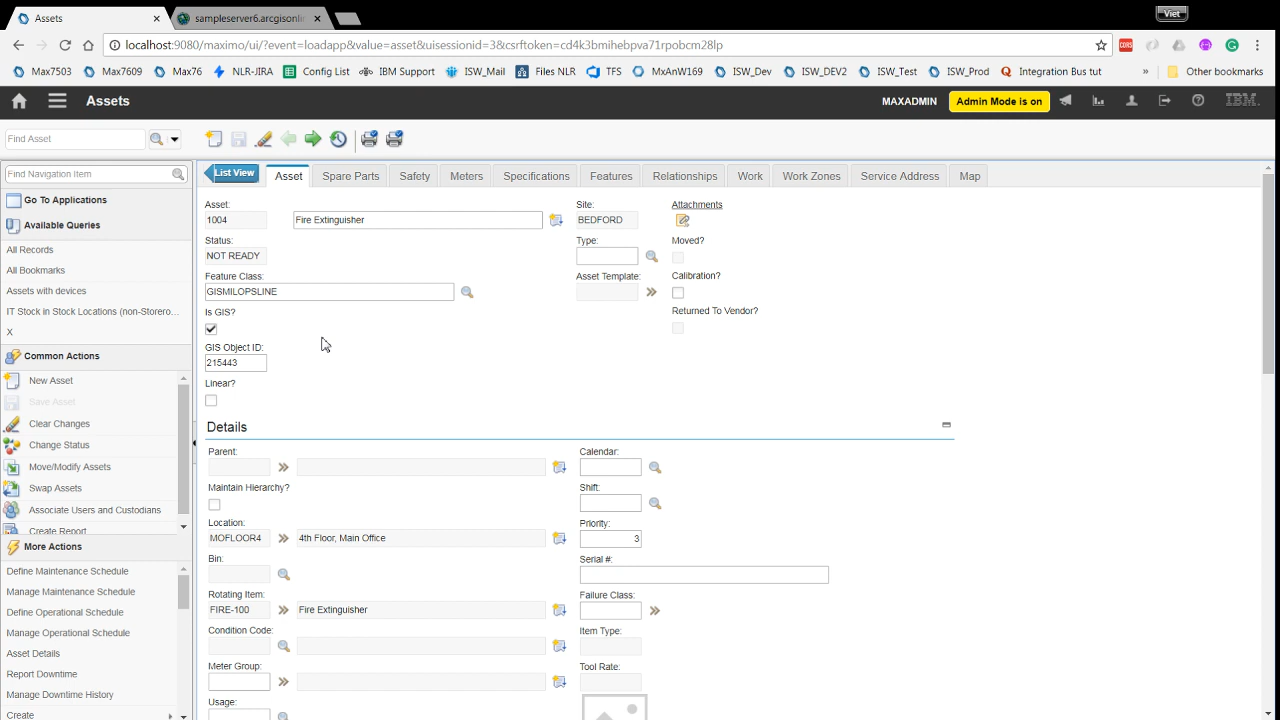 Assets
sampleserver6.arcgisonlin
Viet
localhost:9080/maximo/ui/?event=loadapp&value=asset&uisessionid=3&csrftoken=cd4k3bmihebpva71rpobcm28lp
Max7503
Max7609
Max76
NLR-JIRA
Config List
IBM Support
ISW_Mail
Files NLR
TFS
MxAnW169
ISW_Dev
ISW_DEV2
ISW_Test
ISW_Prod
Integration Bus tut
»
Other bookmarks
Assets
MAXADMIN
Admin Mode is on
IBM.
Find Asset
Find Navigation Item
Go To Applications
Available Queries
All Records
All Bookmarks
Assets with devices
IT Stock in Stock Locations (non-Storero...
X
Common Actions
New Asset
Save Asset
Clear Changes
Change Status
Move/Modify Assets
Swap Assets
Associate Users and Custodians
Create Report
More Actions
Define Maintenance Schedule
Manage Maintenance Schedule
Define Operational Schedule
Manage Operational Schedule
Asset Details
Report Downtime
Manage Downtime History
Create
List View
Asset
Spare Parts
Safety
Meters
Specifications
Features
Relationships
Work
Work Zones
Service Address
Map
Asset:
1004
Fire Extinguisher
Site:
BEDFORD
Attachments
Status:
NOT READY
Type:
Moved?
Feature Class:
GISMILOPSLINE
Asset Template:
Calibration?
Is GIS?
Returned To Vendor?
GIS Object ID:
215443
Linear?
Details
Parent:
Calendar:
Maintain Hierarchy?
Shift:
Location:
MOFLOOR4
4th Floor, Main Office
Priority:
3
Bin:
Serial #:
Rotating Item:
FIRE-100
Fire Extinguisher
Failure Class:
Condition Code:
Item Type:
Meter Group:
Tool Rate:
Usage: